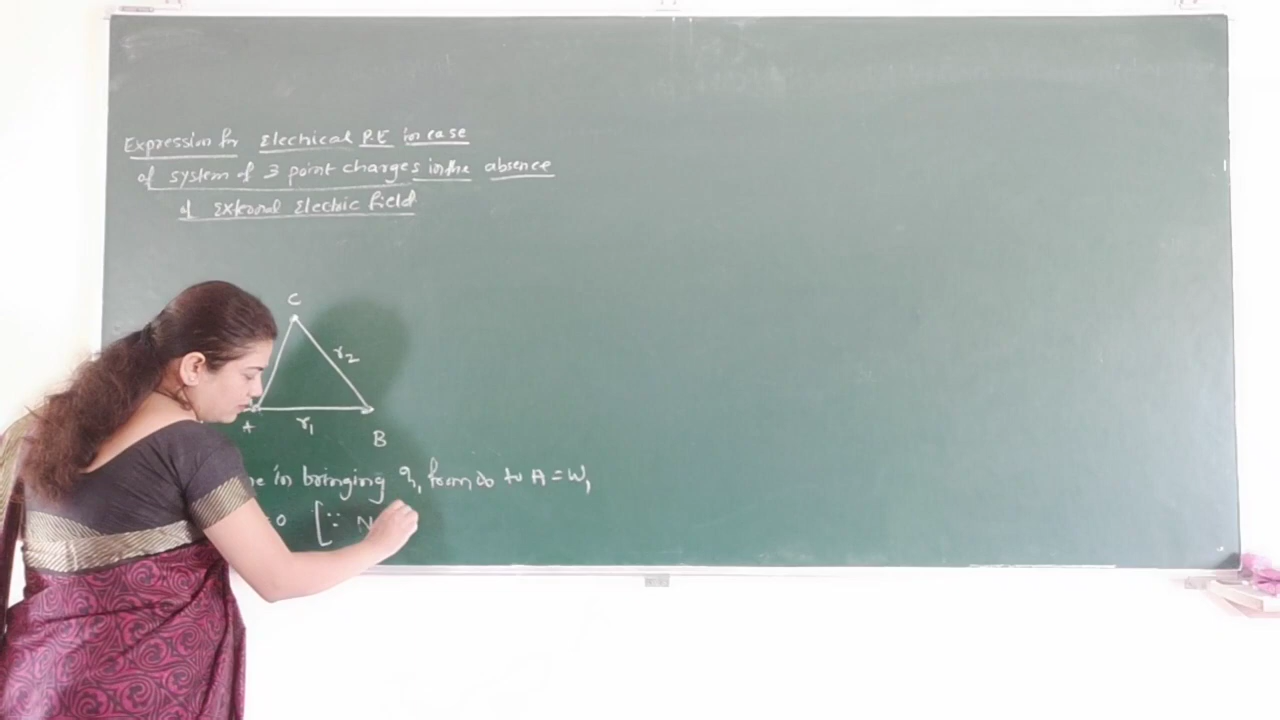 Expression for Electrical P.E in case
of system of 3 point charges in the absence
of External Electric field
C
r2
A r1 B
in bringing q1 from ∞ to A = W1
=0 [∵ N